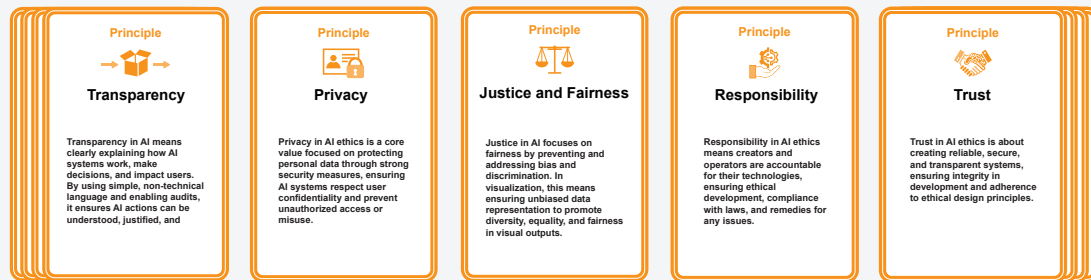 Principle
Transparency
Transparency in AI means
clearly explaining how AI
systems work, make
decisions, and impact users.
By using simple, non-technical
language and enabling audits,
it ensures AI actions can be
understood, justified, and
Principle
Privacy
Privacy in AI ethics is a core
value focused on protecting
personal data through strong
security measures, ensuring
AI systems respect user
confidentiality and prevent
unauthorized access or
misuse.
Principle
Justice and Fairness
Justice in AI focuses on
fairness by preventing and
addressing bias and
discrimination. In
visualization, this means
ensuring unbiased data
representation to promote
diversity, equality, and fairness
in visual outputs.
Principle
Responsibility
Responsibility in AI ethics
means creators and
operators are accountable
for their technologies,
ensuring ethical
development, compliance
with laws, and remedies for
any issues.
Principle
Trust
Trust in AI ethics is about
creating reliable, secure,
and transparent systems,
ensuring integrity in
development and adherence
to ethical design principles.